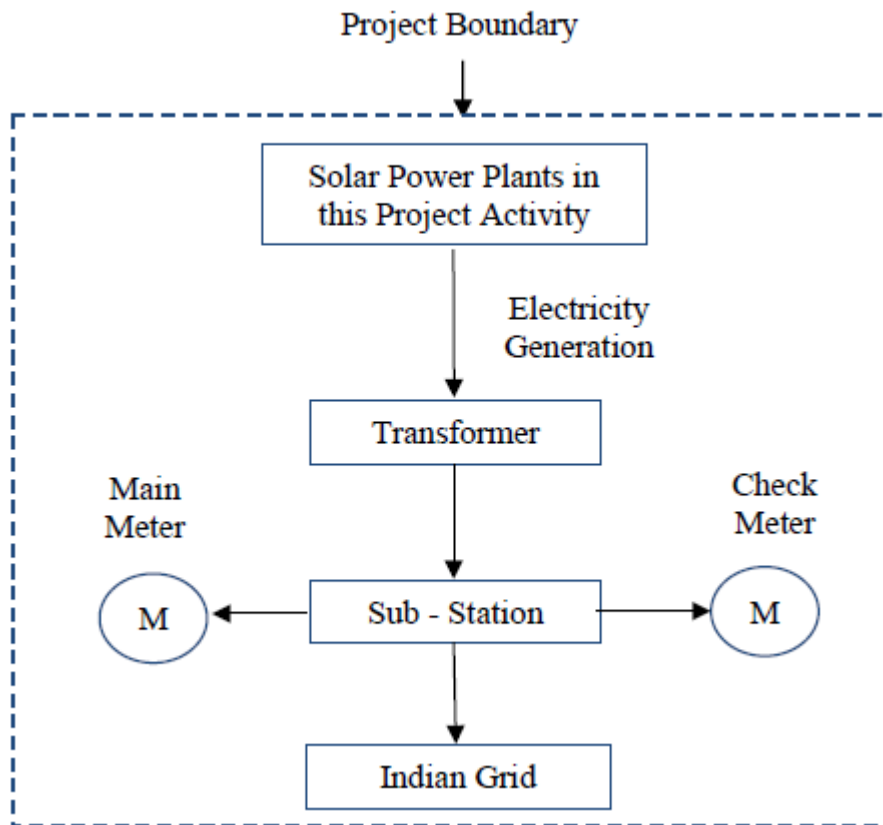 Project Boundary
Solar Power Plants in
this Project Activity
Electricity
Generation
Transformer
Main
Meter
Check
Meter
M
Sub - Station
M
Indian Grid